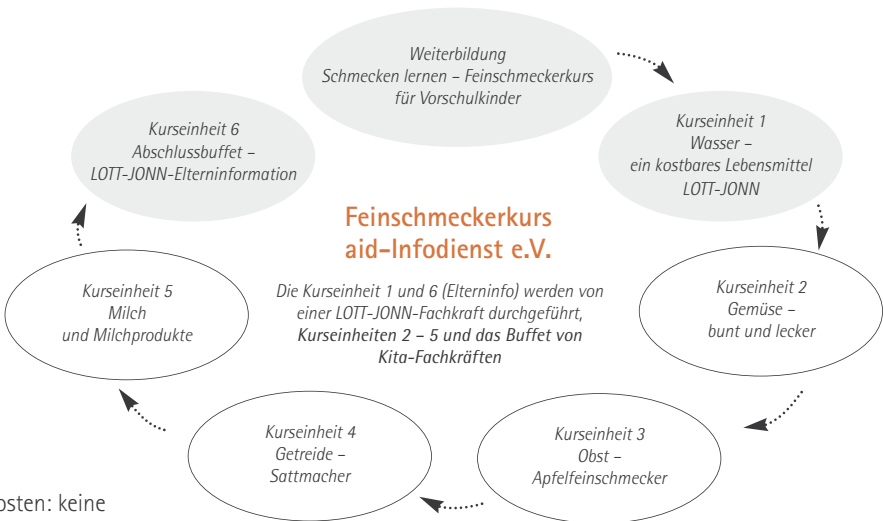 Weiterbildung
Schmecken lernen – Feinschmeckerkurs
für Vorschulkinder
Kurseinheit 1
Wasser –
ein kostbares Lebensmittel
LOTT-JONN
Kurseinheit 2
Gemüse –
bunt und lecker
Kurseinheit 3
Obst –
Apfelfeinschmecker
Kurseinheit 4
Getreide –
Sattmacher
Kurseinheit 5
Milch
und Milchprodukte
Kurseinheit 6
Abschlussbuffet –
LOTT-JONN-Elterninformation
Feinschmeckerkurs
aid-Infodienst e.V.
Die Kurseinheit 1 und 6 (Elterninfo) werden von
einer LOTT-JONN-Fachkraft durchgeführt,
Kurseinheiten 2 – 5 und das Buffet von
Kita-Fachkräften
osten: keine